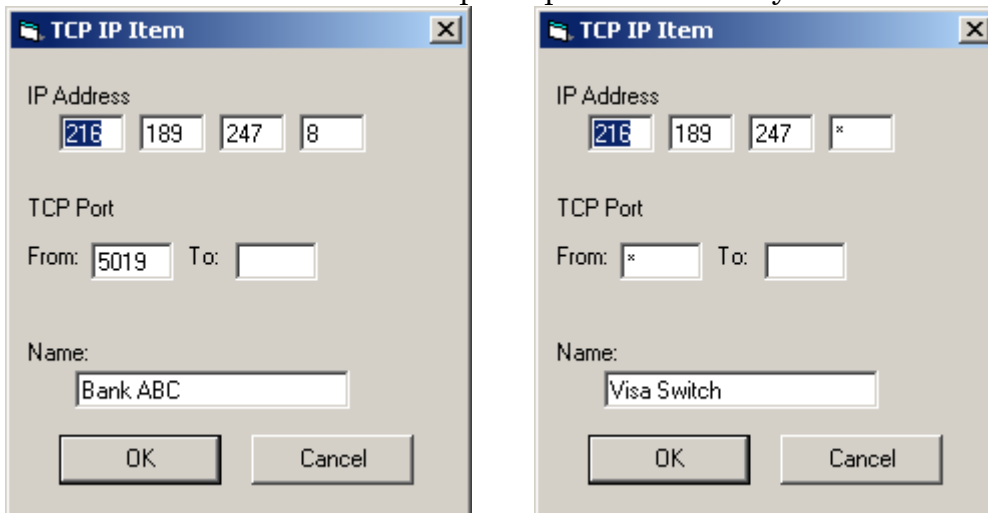 TCP IP Item
IP Address
216 189 247 8
TCP Port
From: 5019 To:
Name:
Bank ABC
OK Cancel
TCP IP Item
IP Address
216 189 247 *
TCP Port
From: * To:
Name:
Visa Switch
OK Cancel